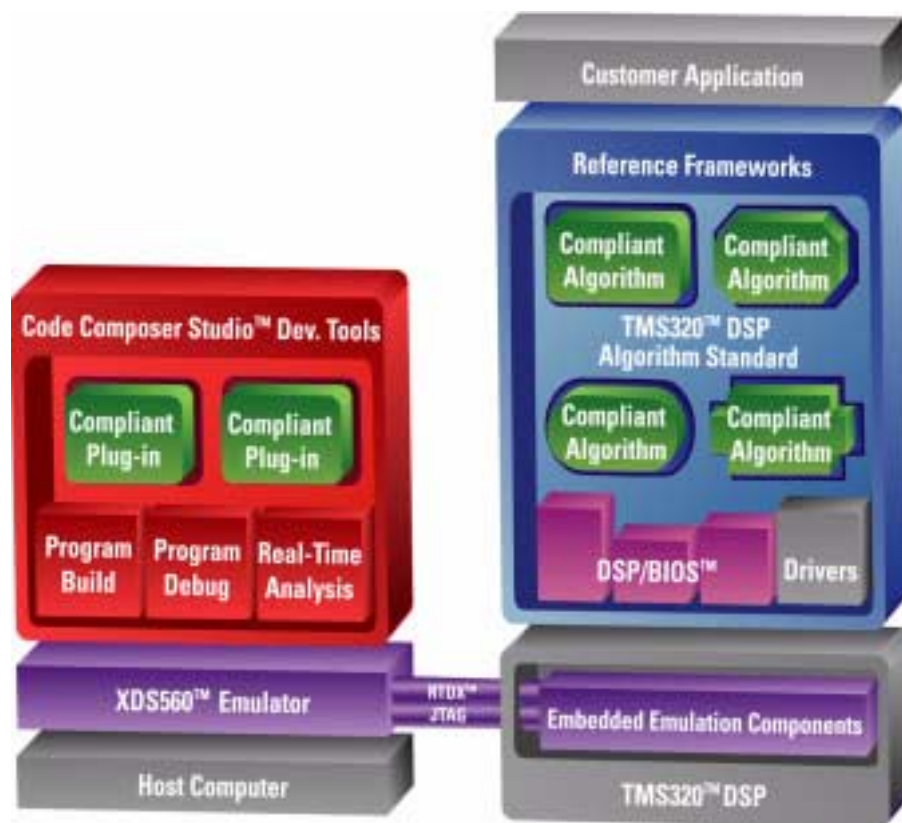 Customer Application
Reference Frameworks
Compliant
Algorithm
Compliant
Algorithm
TMS320™ DSP
Algorithm Standard
Compliant
Algorithm
Compliant
Algorithm
DSP/BIOS™
Drivers
Code Composer Studio™ Dev. Tools
Compliant
Plug-in
Compliant
Plug-in
Program
Build
Program
Debug
Real-Time
Analysis
XDS560™ Emulator
RTDX™
JTAG
Embedded Emulation Components
Host Computer
TMS320™ DSP